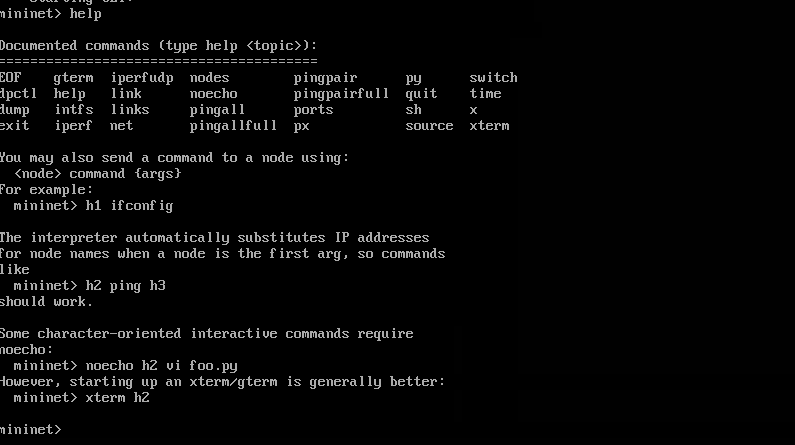 mininet> help
Documented commands (type help <topic>):
========================================
EOF    gterm  iperfudp  nodes        pingpair      py      switch
dpctl  help   link      noecho       pingpairfull  quit    time
dump   intfs  links     pingall      ports         sh      x
exit   iperf  net       pingallfull  px            source  xterm
You may also send a command to a node using:
  <node> command {args}
For example:
  mininet> h1 ifconfig
The interpreter automatically substitutes IP addresses
for node names when a node is the first arg, so commands
like
  mininet> h2 ping h3
should work.
Some character-oriented interactive commands require
noecho:
  mininet> noecho h2 vi foo.py
However, starting up an xterm/gterm is generally better:
  mininet> xterm h2
mininet>